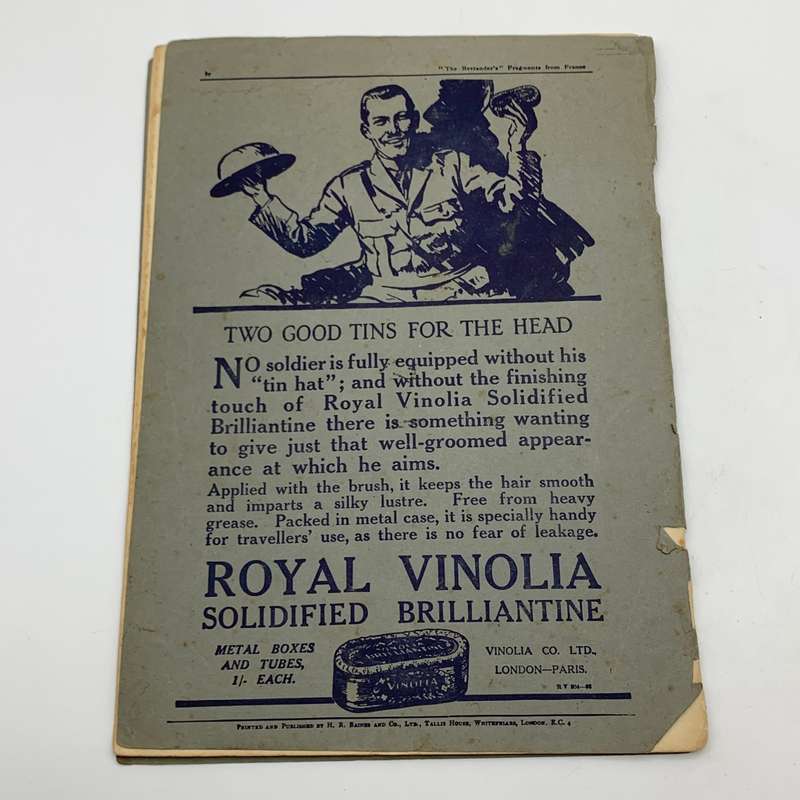 iv
"The Bystander's" Fragments from France
TWO GOOD TINS FOR THE HEAD
NO soldier is fully equipped without his
"tin hat"; and without the finishing
touch of Royal Vinolia Solidified
Brilliantine there is something wanting
to give just that well-groomed appear-
ance at which he aims.
Applied with the brush, it keeps the hair smooth
and imparts a silky lustre. Free from heavy
grease. Packed in metal case, it is specially handy
for travellers' use, as there is no fear of leakage.
ROYAL VINOLIA
SOLIDIFIED BRILLIANTINE
METAL BOXES
AND TUBES,
1/- EACH.
VINOLIA
VINOLIA CO. LTD.,
LONDON—PARIS.
PRINTED AND PUBLISHED BY H. R. BAINES AND CO., LTD., TALLIS HOUSE, WHITEFRIARS, LONDON, E.C. 4